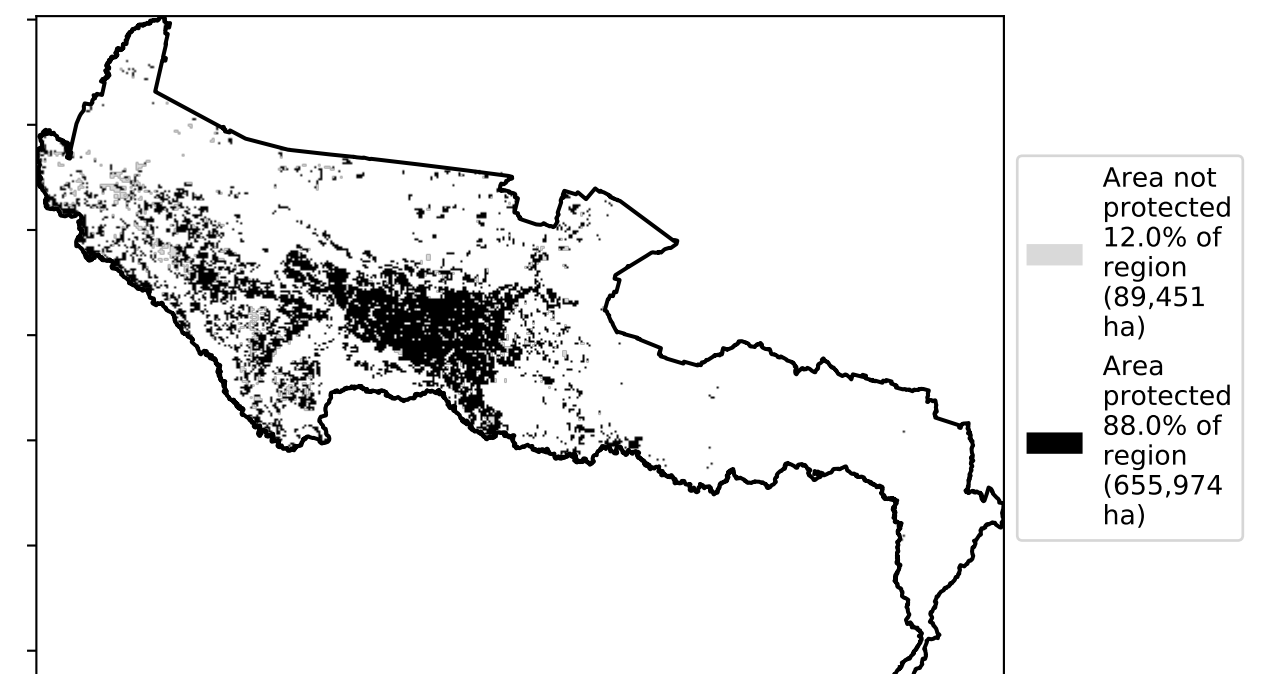 Area not
protected
12.0% of
region
(89,451
ha)
Area
protected
88.0% of
region
(655,974
ha)